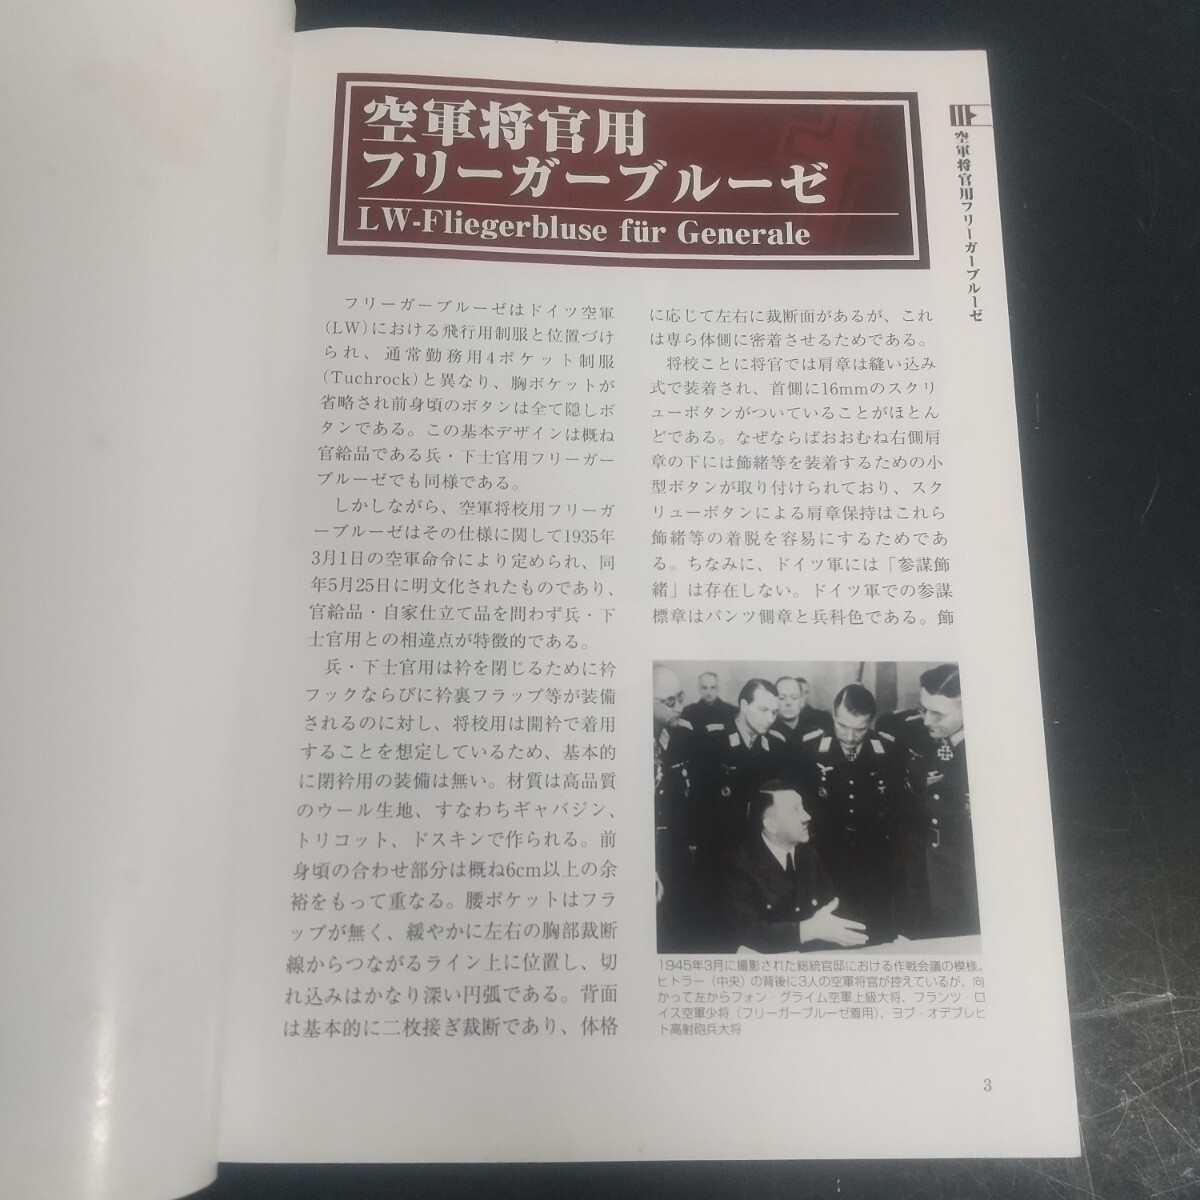 空軍将官用
フリーガーブルーゼ
LW-Fliegerbluse für Generale
空軍将官用フリーガーブルーゼ
フリーガーブルーゼはドイツ空軍
(LW)における飛行用制服と位置づけ
られ、通常勤務用4ポケット制服
(Tuchrock)と異なり、胸ポケットが
省略され前身頃のボタンは全て隠しボ
タンである。この基本デザインは概ね
官給品である兵・下士官用フリーガー
ブルーゼでも同様である。
しかしながら、空軍将校用フリーガ
ーブルーゼはその仕様に関して1935年
3月1日の空軍命令により定められ、同
年5月25日に明文化されたものであり、
官給品・自家仕立て品を問わず兵・下
士官用との相違点が特徴的である。
兵・下士官用は衿を閉じるために衿
フックならびに衿裏フラップ等が装備
されるのに対し、将校用は開衿で着用
することを想定しているため、基本的
に閉衿用の装備は無い。材質は高品質
のウール生地、すなわちギャバジン、
トリコット、ドスキンで作られる。前
身頃の合わせ部分は概ね6cm以上の余
裕をもって重なる。腰ポケットはフラ
ップが無く、緩やかに左右の胸部裁断
線からつながるライン上に位置し、切
れ込みはかなり深い円弧である。背面
は基本的に二枚接ぎ裁断であり、体格
に応じて左右に裁断面があるが、これ
は専ら体側に密着させるためである。
将校ことに将官では肩章は縫い込み
式で装着され、首側に16mmのスクリ
ューボタンがついていることがほとん
どである。なぜならばおおむね右側肩
章の下には飾緒等を装着するための小
型ボタンが取り付けられており、スク
リューボタンによる肩章保持はこれら
飾緒等の着脱を容易にするためであ
る。ちなみに、ドイツ軍には「参謀飾
緒」は存在しない。ドイツ軍での参謀
標章はパンツ側章と兵科色である。飾
1945年3月に撮影された総統官邸における作戦会議の模様。
ヒトラー（中央）の背後に3人の空軍将官が控えているが、向
かって左からフォン・グライム空軍上級大将、フランツ・ロ
イス空軍少将（フリーガーブルーゼ着用）、ヨブ・オデブレヒ
ト高射砲兵大将
3